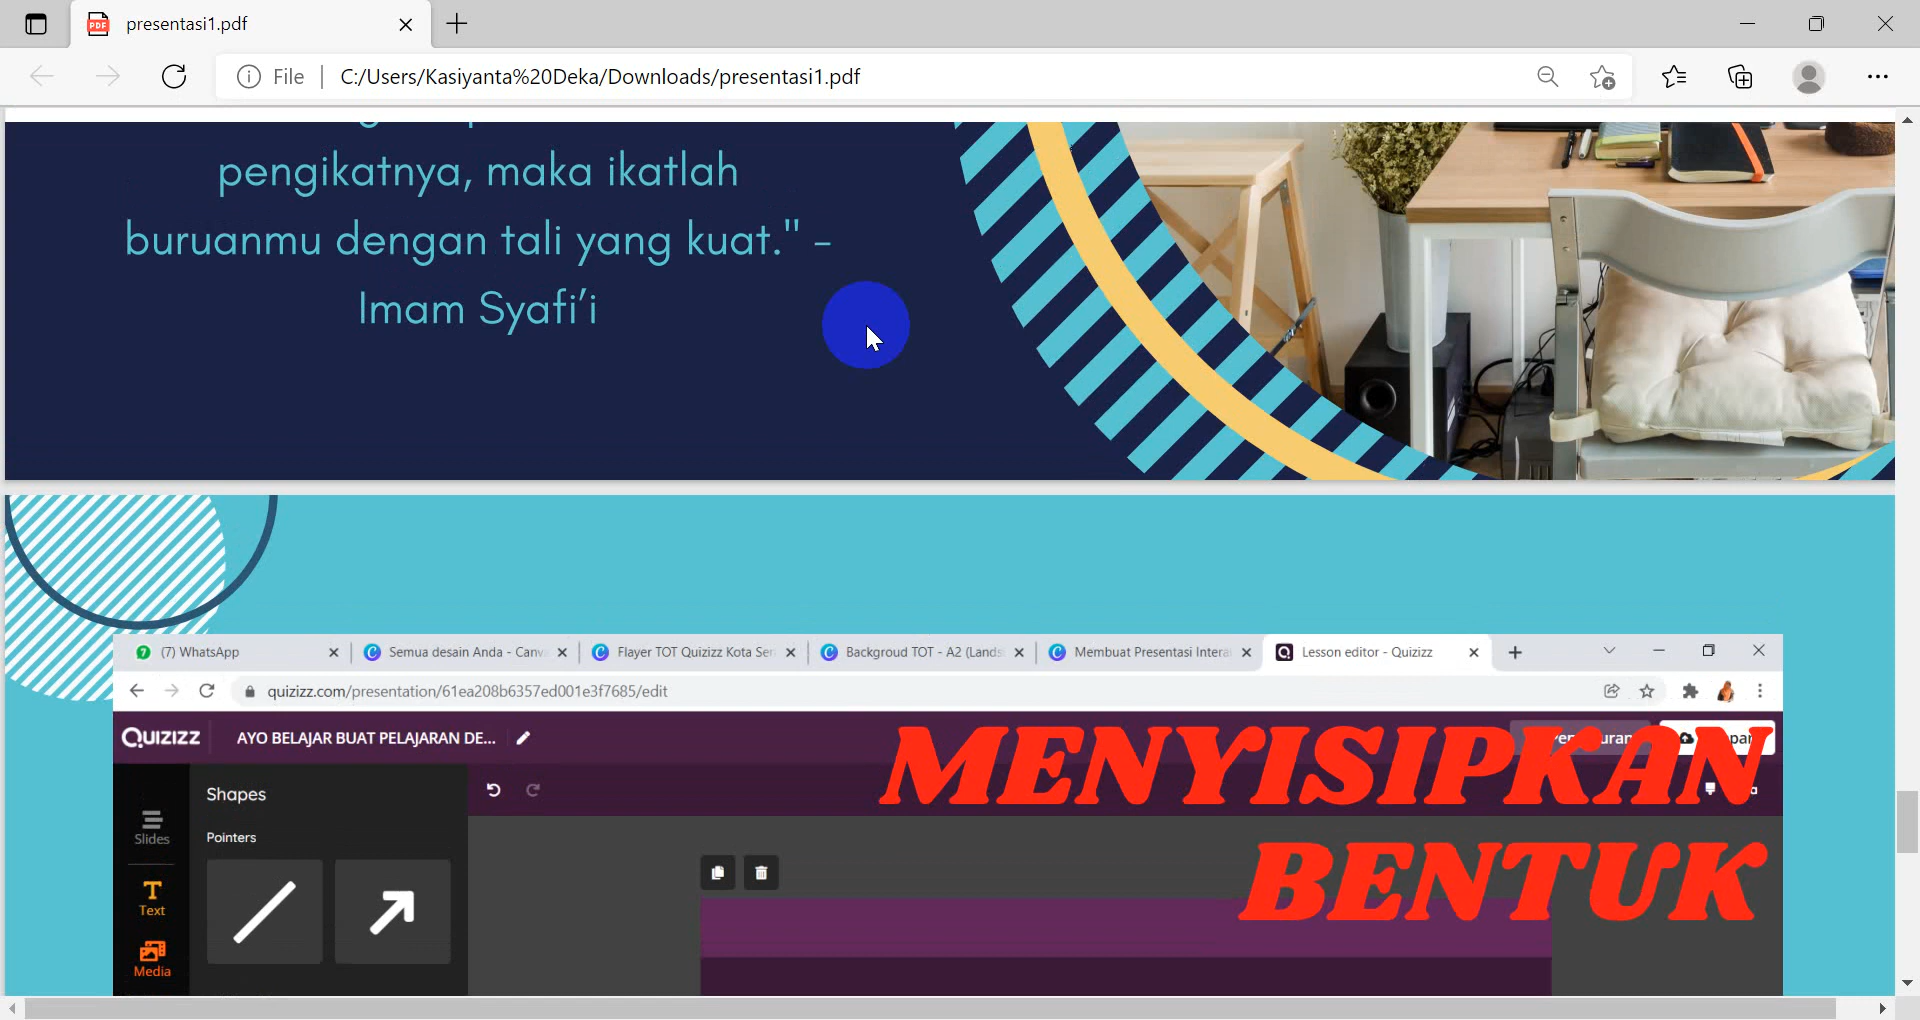 presentasi1.pdf
File | C:/Users/Kasiyanta%20Deka/Downloads/presentasi1.pdf
pengikatnya, maka ikatlah
buruanmu dengan tali yang kuat." -
Imam Syafi'i
(7) WhatsApp
Semua desain Anda - Canv
Flayer TOT Quizizz Kota Se
Backgroud TOT - A2 (Lands
Membuat Presentasi Intera
Lesson editor - Quizizz
quizizz.com/presentation/61ea208b6357ed001e3f7685/edit
QUIZIZZ
AYO BELAJAR BUAT PELAJARAN DE...
MENYISIPKAN
BENTUK
Shapes
Pointers
Slides
Text
Media